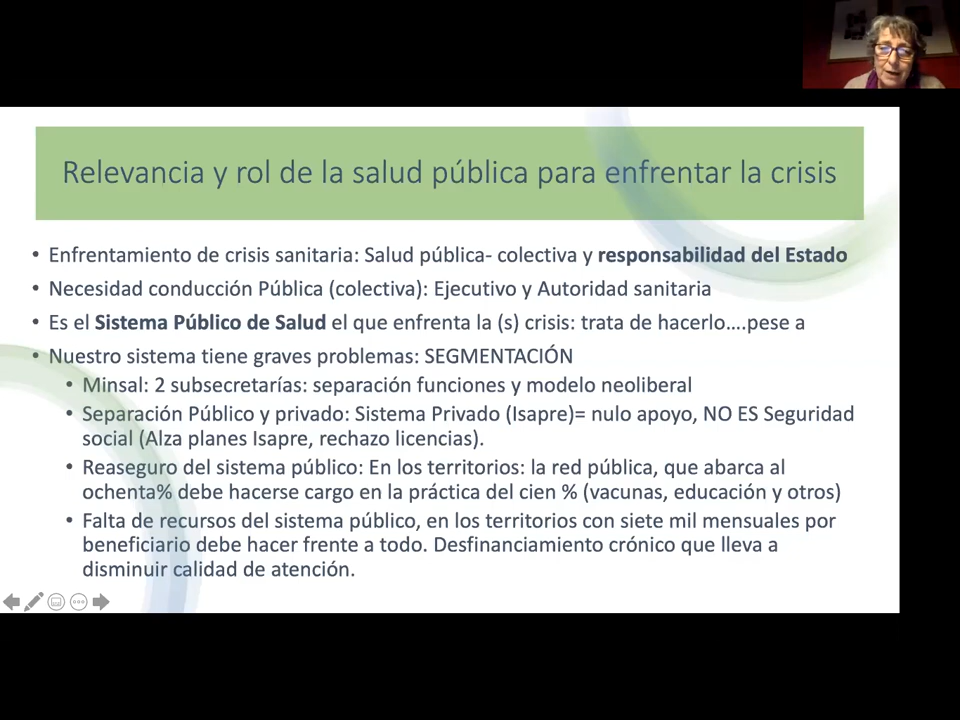 Relevancia y rol de la salud pública para enfrentar la crisis
• Enfrentamiento de crisis sanitaria: Salud pública- colectiva y responsabilidad del Estado
• Necesidad conducción Pública (colectiva): Ejecutivo y Autoridad sanitaria
• Es el Sistema Público de Salud el que enfrenta la (s) crisis: trata de hacerlo….pese a
• Nuestro sistema tiene graves problemas: SEGMENTACIÓN
• Minsal: 2 subsecretarías: separación funciones y modelo neoliberal
• Separación Público y privado: Sistema Privado (Isapre)= nulo apoyo, NO ES Seguridad
social (Alza planes Isapre, rechazo licencias).
• Reaseguro del sistema público: En los territorios: la red pública, que abarca al
ochenta% debe hacerse cargo en la práctica del cien % (vacunas, educación y otros)
• Falta de recursos del sistema público, en los territorios con siete mil mensuales por
beneficiario debe hacer frente a todo. Desfinanciamiento crónico que lleva a
disminuir calidad de atención.